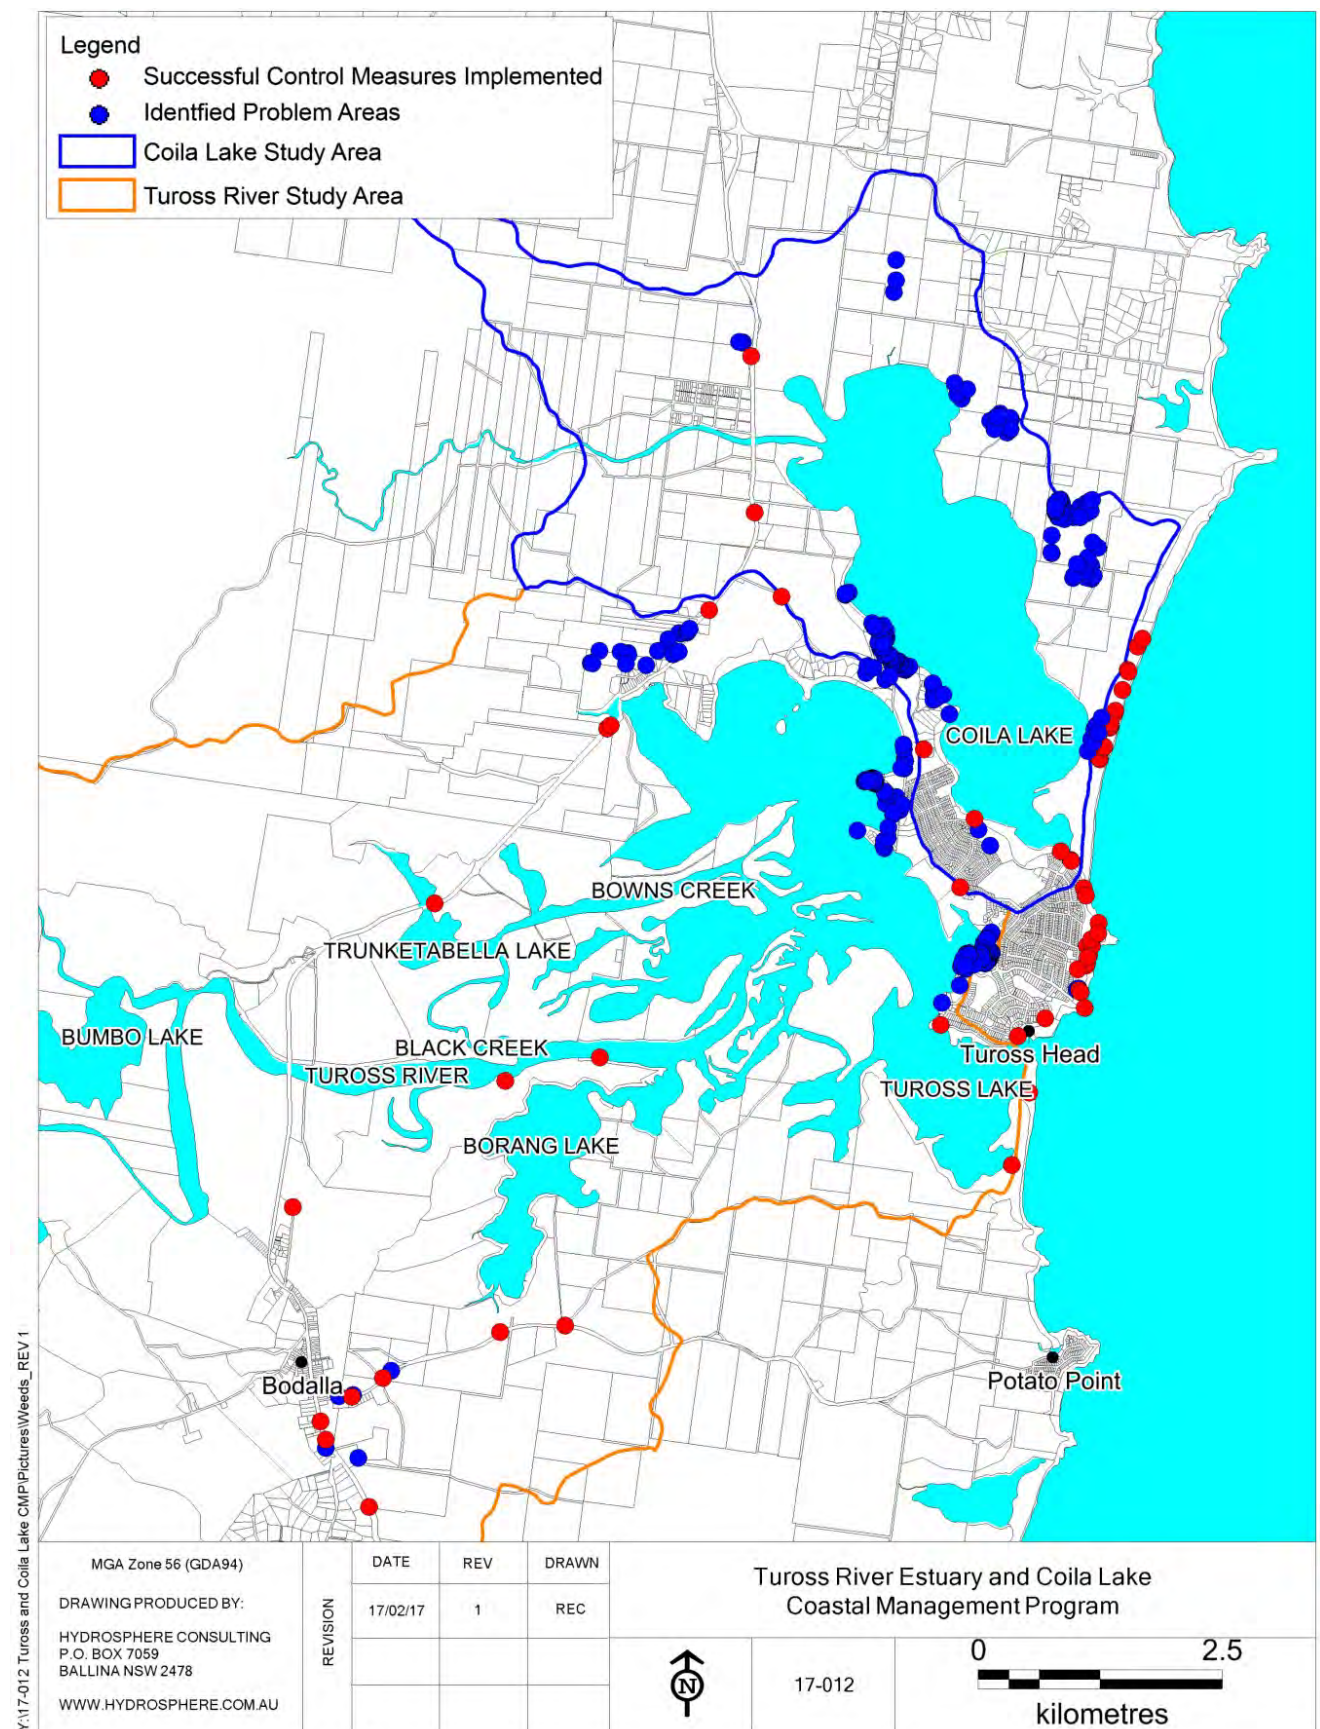 Legend
Successful Control Measures Implemented
Identfied Problem Areas
Coila Lake Study Area
Tuross River Study Area
COILA LAKE
BOWNS CREEK
TRUNKETABELLA LAKE
BUMBO LAKE
BLACK CREEK
TUROSS RIVER
Tuross Head
TUROSS LAKE
BORANG LAKE
Bodalla
Potato Point
Y:\17-012 Tuross and Coila Lake CMP\Pictures\Weeds_REV1
MGA Zone 56 (GDA94)
DRAWING PRODUCED BY:
HYDROSPHERE CONSULTING
P.O. BOX 7059
BALLINA NSW 2478
WWW.HYDROSPHERE.COM.AU
REVISION
DATE REV DRAWN
17/02/17 1 REC
Tuross River Estuary and Coila Lake
Coastal Management Program
N
17-012
0 2.5
kilometres